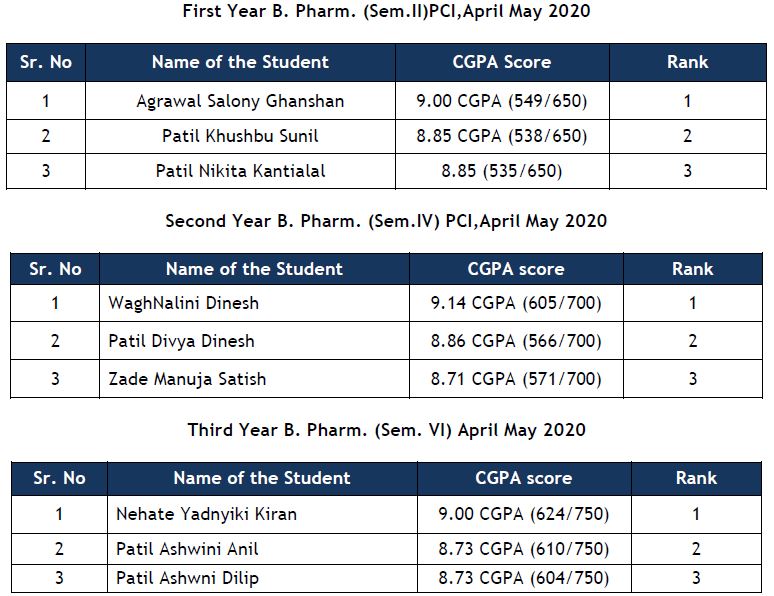 First Year B. Pharm. (Sem.II)PCI,April May 2020
Sr. No Name of the Student CGPA Score Rank
1 Agrawal Salony Ghanshan 9.00 CGPA (549/650) 1
2 Patil Khushbu Sunil 8.85 CGPA (538/650) 2
3 Patil Nikita Kantialal 8.85 (535/650) 3
Second Year B. Pharm. (Sem.IV) PCI,April May 2020
Sr. No Name of the Student CGPA score Rank
1 WaghNalini Dinesh 9.14 CGPA (605/700) 1
2 Patil Divya Dinesh 8.86 CGPA (566/700) 2
3 Zade Manuja Satish 8.71 CGPA (571/700) 3
Third Year B. Pharm. (Sem. VI) April May 2020
Sr. No Name of the Student CGPA score Rank
1 Nehate Yadnyiki Kiran 9.00 CGPA (624/750) 1
2 Patil Ashwini Anil 8.73 CGPA (610/750) 2
3 Patil Ashwni Dilip 8.73 CGPA (604/750) 3